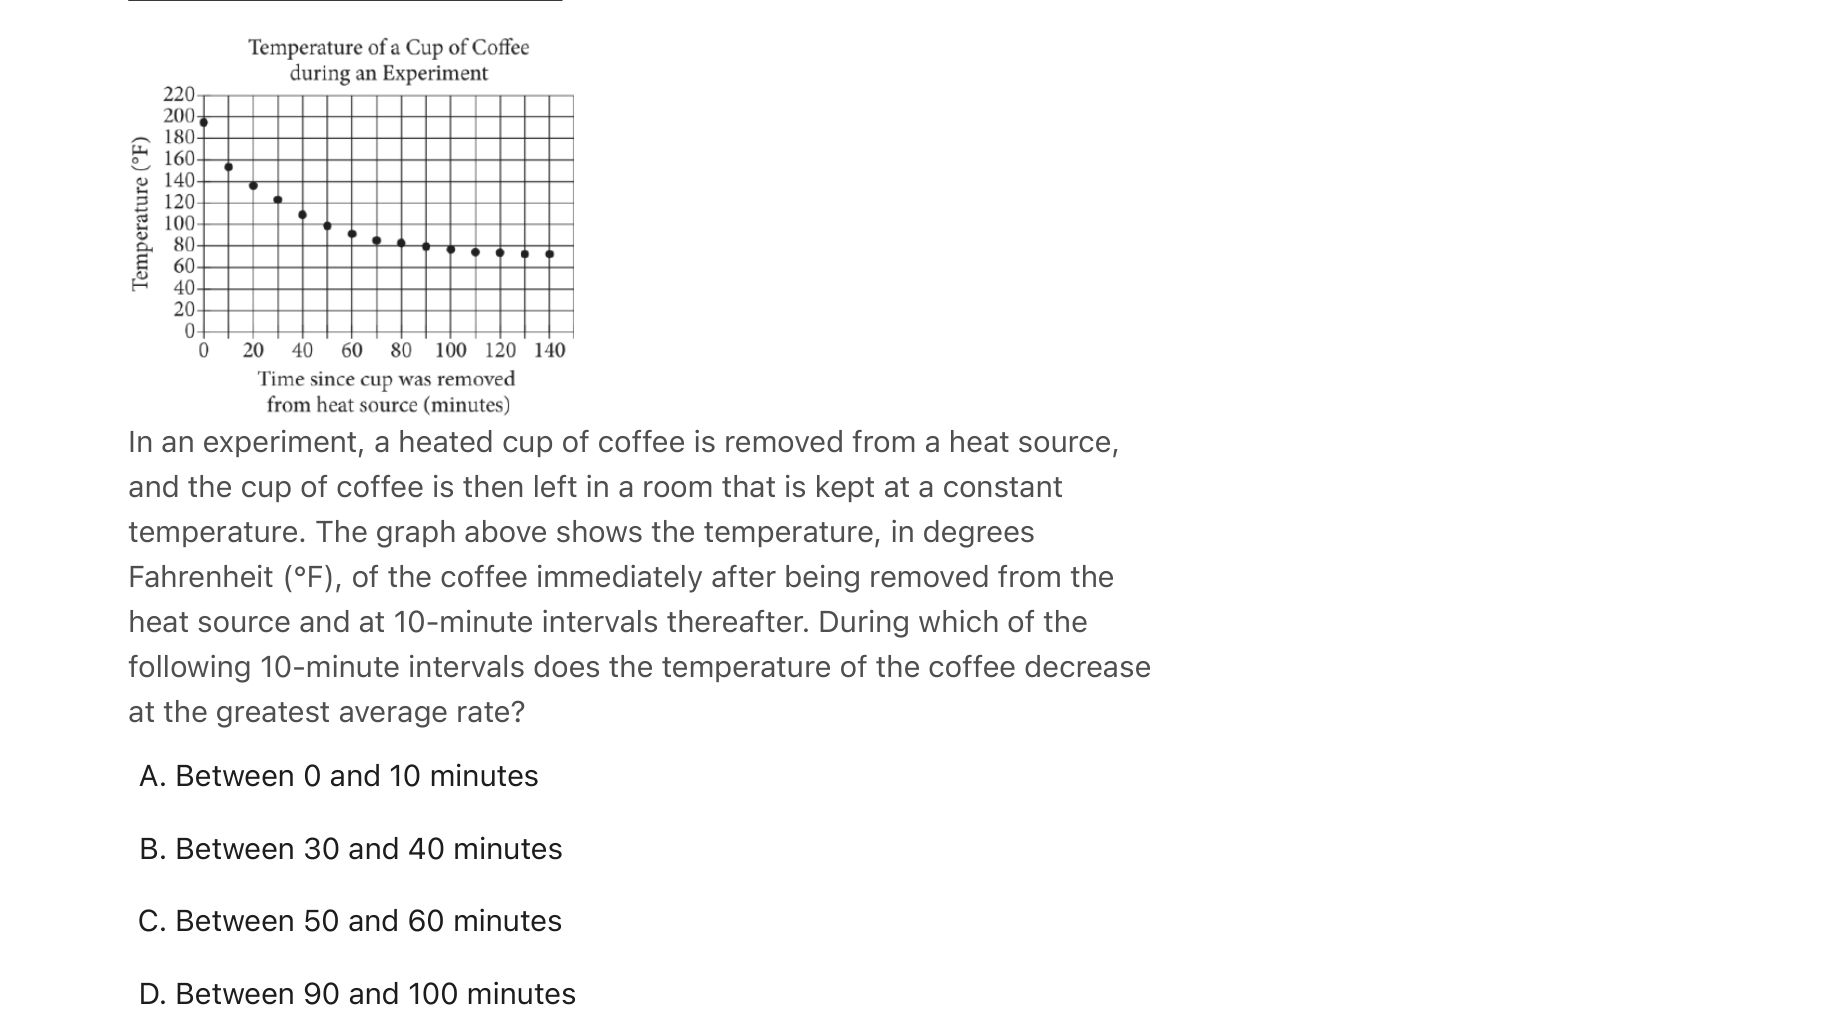 Temperature of a Cup of Coffee
during an Experiment
Temperature (°F)
220
200
180
160
140
120
100
80
60
40
20
0
0 20 40 60 80 100 120 140
Time since cup was removed
from heat source (minutes)
In an experiment, a heated cup of coffee is removed from a heat source,
and the cup of coffee is then left in a room that is kept at a constant
temperature. The graph above shows the temperature, in degrees
Fahrenheit (°F), of the coffee immediately after being removed from the
heat source and at 10-minute intervals thereafter. During which of the
following 10-minute intervals does the temperature of the coffee decrease
at the greatest average rate?
A. Between 0 and 10 minutes
B. Between 30 and 40 minutes
C. Between 50 and 60 minutes
D. Between 90 and 100 minutes